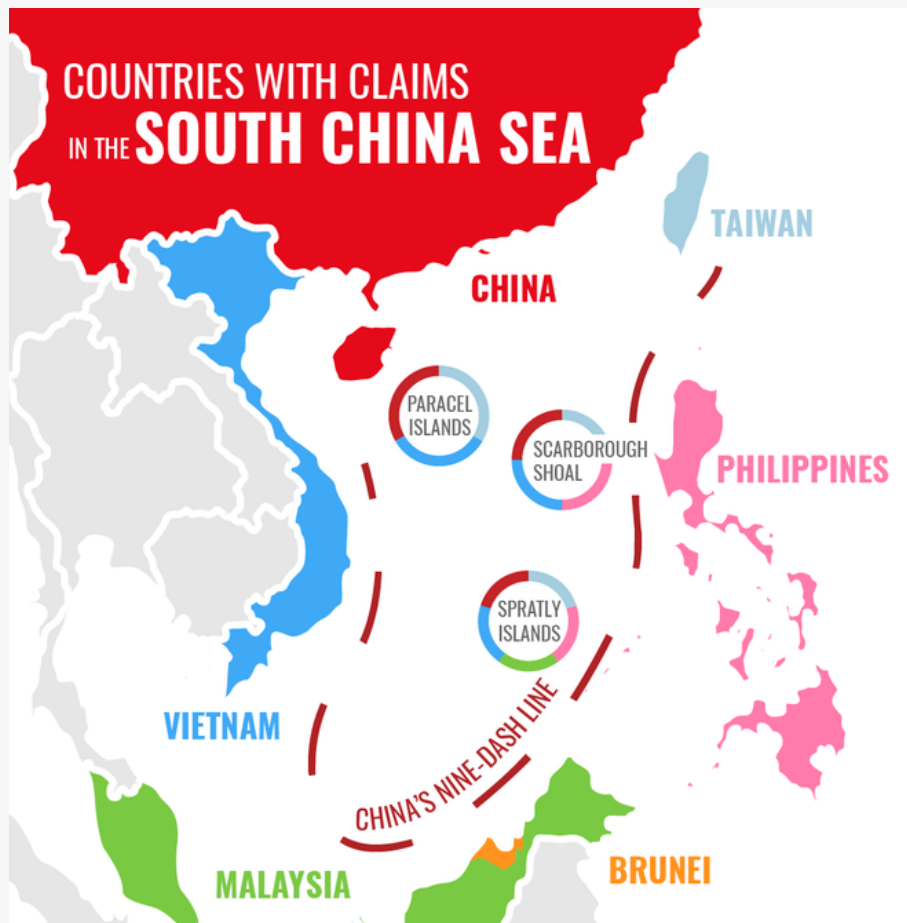 COUNTRIES WITH CLAIMS
IN THE SOUTH CHINA SEA
TAIWAN
CHINA
PARACEL
ISLANDS
SCARBOROUGH
SHOAL
PHILIPPINES
SPRATLY
ISLANDS
CHINA'S NINE-DASH LINE
VIETNAM
MALAYSIA
BRUNEI